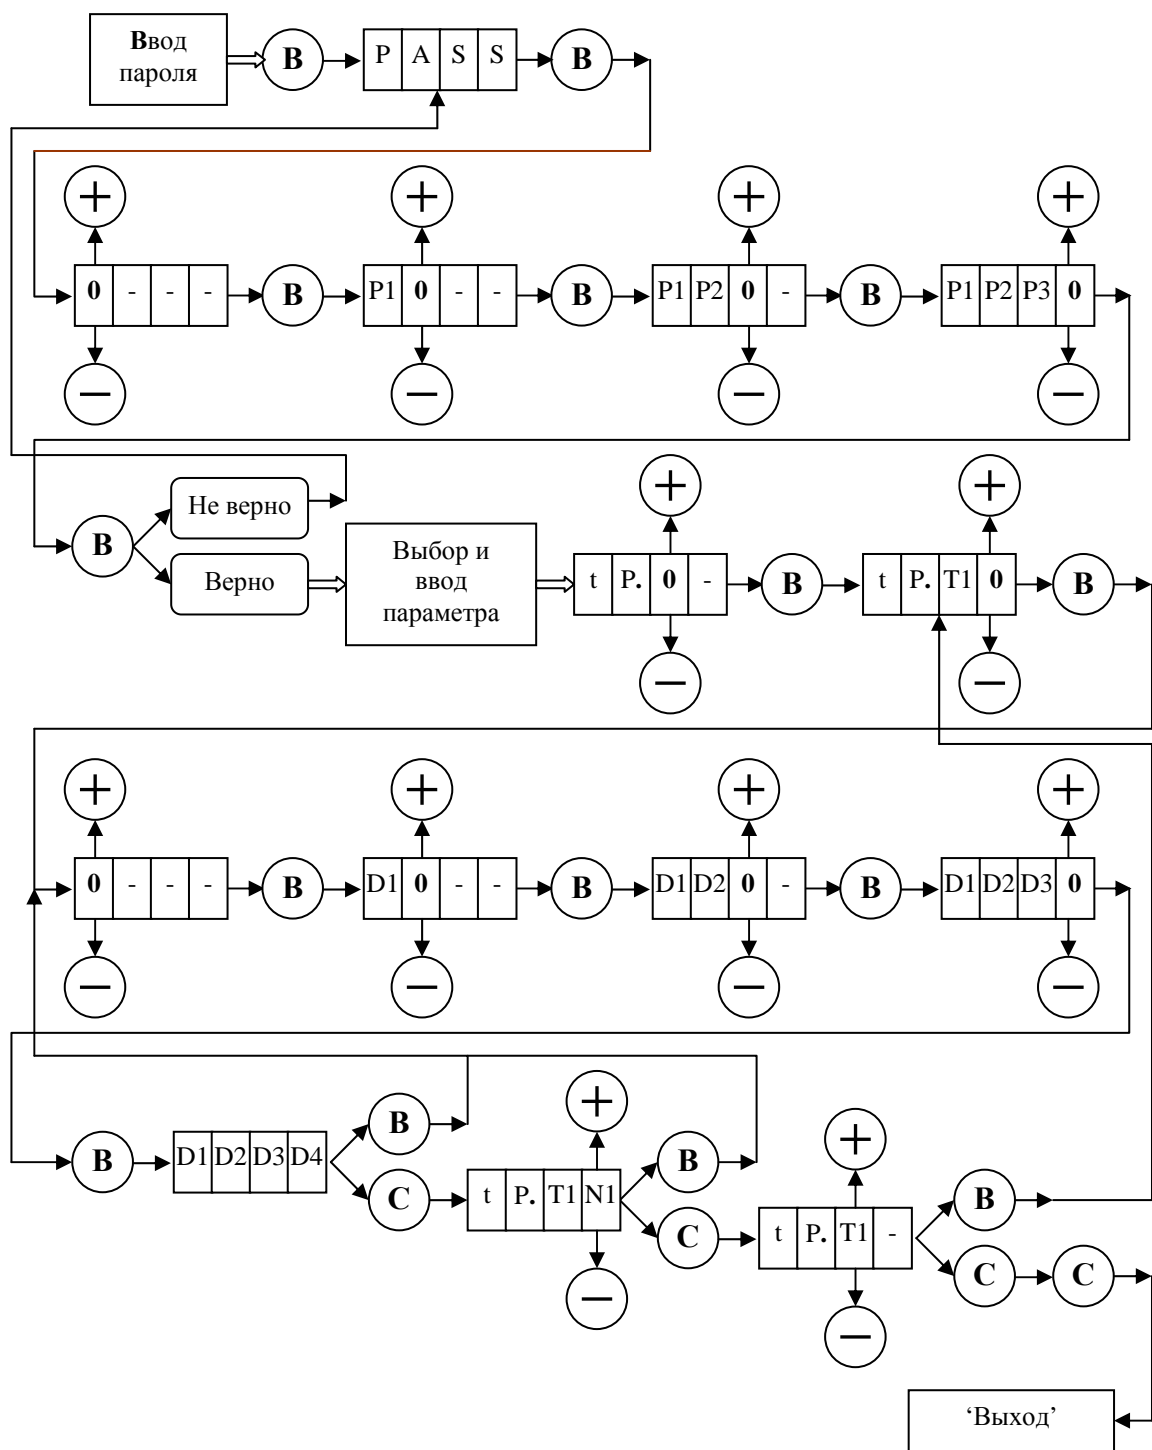 Ввод
пароля
В
P A S S
В
+ + + +
0 - - -
В
P1 0 - -
В
P1 P2 0 -
В
P1 P2 P3 0
− − − −
В
Не верно
Верно
Выбор и
ввод
параметра
+ +
t P. 0 -
В
t P. T1 0
В
− −
+ + + +
0 - - -
В
D1 0 - -
В
D1 D2 0 -
В
D1 D2 D3 0
− − − −
В
D1 D2 D3 D4
В
С
+
t P. T1 N1
−
В
С
+
t P. T1 -
−
В
С
С
‘Выход’